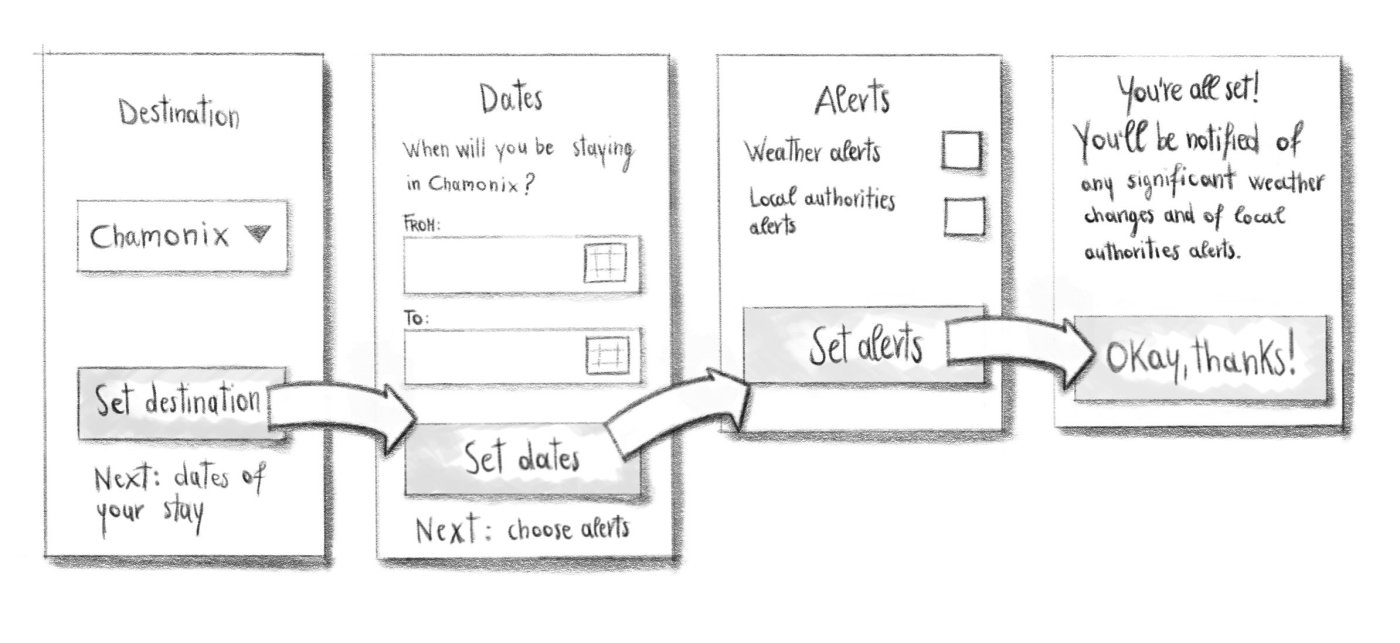 Destination
Chamonix
Set destination
Next: dates of
your stay
Dates
When will you be staying
in Chamonix?
FROM:
To:
Set dates
Next: choose alerts
Alerts
Weather alerts
Local authorities
alerts
Set alerts
You're all set!
You'll be notified of
any significant weather
changes and of local
authorities alerts.
Okay, thanks!